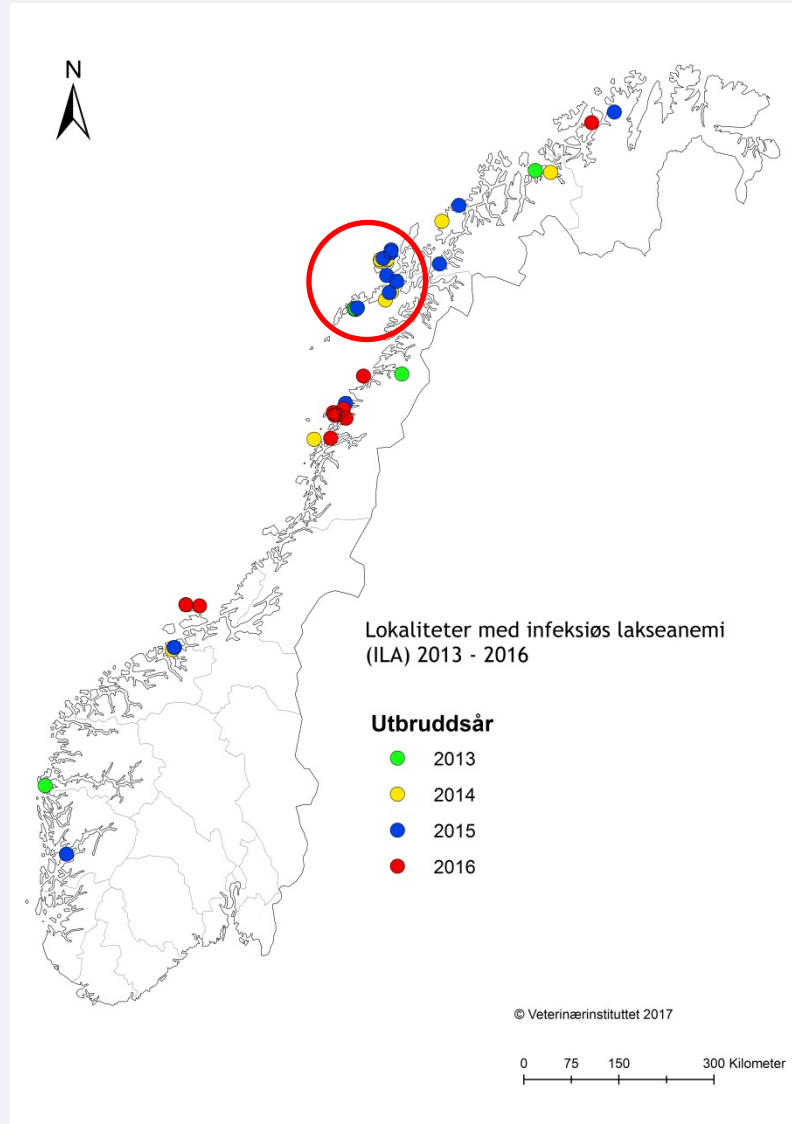 N
Lokaliteter med infeksiøs lakseanemi
(ILA) 2013 - 2016
Utbruddsår
2013
2014
2015
2016
© Veterinærinstituttet 2017
0 75 150 300 Kilometer